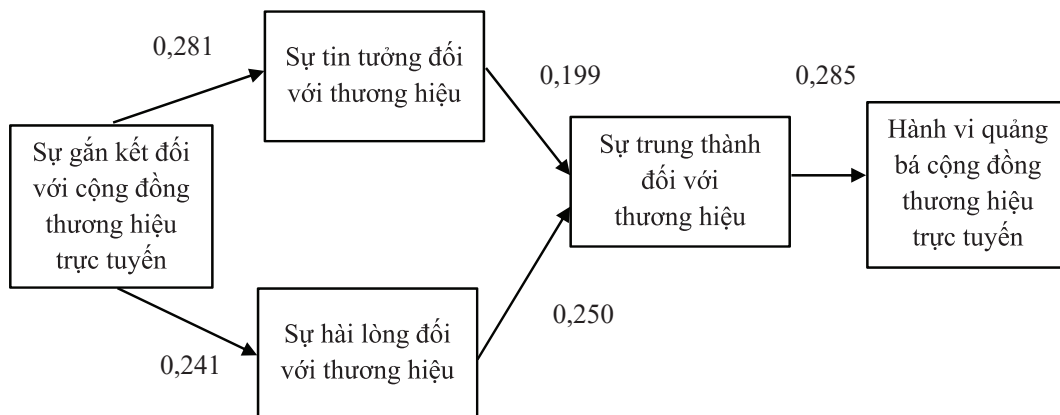 0,281
Sự tin tưởng đối
với thương hiệu
0,199
0,285
Sự gắn kết đối
với cộng đồng
thương hiệu
trực tuyến
Sự trung thành
đối với
thương hiệu
Hành vi quảng
bá cộng đồng
thương hiệu
trực tuyến
0,241
Sự hài lòng đối
với thương hiệu
0,250